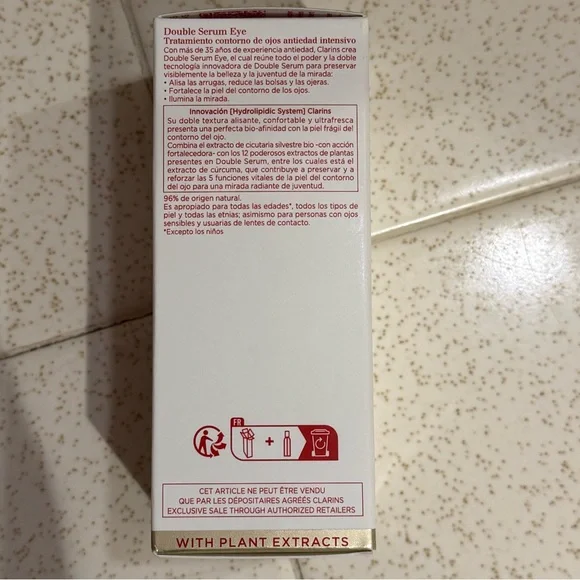 Double Serum Eye
Tratamiento contorno de ojos antiedad intensivo
Con más de 35 años de experiencia antiedad, Clarins crea
Double Serum Eye, el cual reúne todo el poder y la doble
tecnología innovadora de Double Serum para preservar
visiblemente la belleza y la juventud de la mirada:
• Alisa las arrugas, reduce las bolsas y las ojeras.
• Fortalece la piel del contorno de los ojos.
• Ilumina la mirada.
Innovación [Hydrolipidic System] Clarins
Su doble textura alisante, confortable y ultrafresca
presenta una perfecta bio-afinidad con la piel frágil del
contorno del ojo.
Combina el extracto de cicutaria silvestre bio -con acción
fortalecedora- con los 12 poderosos extractos de plantas
presentes en Double Serum, entre los cuales está el
extracto de cúrcuma, que contribuye a preservar y a
reforzar las 5 funciones vitales de la piel del contorno
del ojo para una mirada radiante de juventud.
96% de origen natural.
Es apropiado para todas las edades*, todos los tipos de
piel y todas las etnias; asimismo para personas con ojos
sensibles y usuarias de lentes de contacto.
*Excepto los niños
FR
+
CET ARTICLE NE PEUT ÊTRE VENDU
QUE PAR LES DÉPOSITAIRES AGRÉÉS CLARINS
EXCLUSIVE SALE THROUGH AUTHORIZED RETAILERS
WITH PLANT EXTRACTS